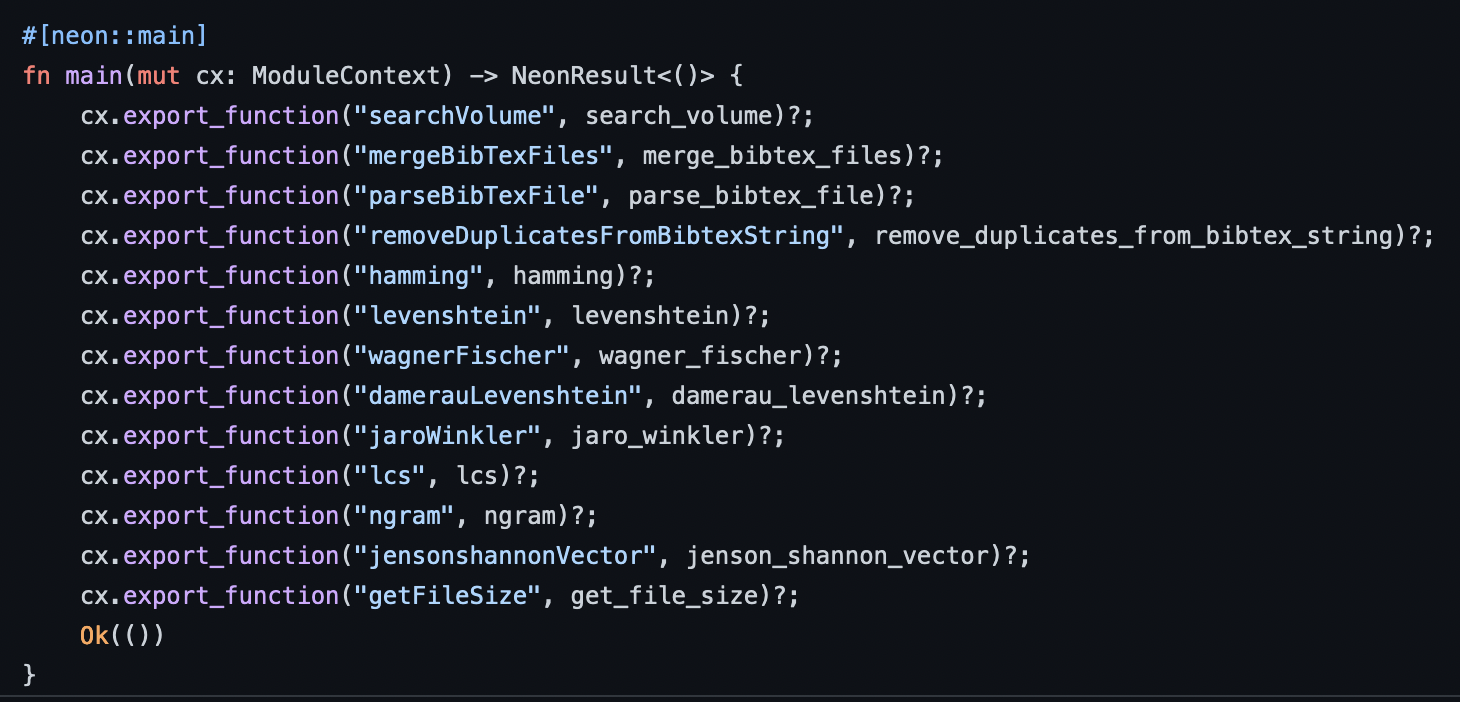 #[neon::main]
fn main(mut cx: ModuleContext) -> NeonResult<()> {
    cx.export_function("searchVolume", search_volume)?;
    cx.export_function("mergeBibTexFiles", merge_bibtex_files)?;
    cx.export_function("parseBibTexFile", parse_bibtex_file)?;
    cx.export_function("removeDuplicatesFromBibtexString", remove_duplicates_from_bibtex_string)?;
    cx.export_function("hamming", hamming)?;
    cx.export_function("levenshtein", levenshtein)?;
    cx.export_function("wagnerFischer", wagner_fischer)?;
    cx.export_function("damerauLevenshtein", damerau_levenshtein)?;
    cx.export_function("jaroWinkler", jaro_winkler)?;
    cx.export_function("lcs", lcs)?;
    cx.export_function("ngram", ngram)?;
    cx.export_function("jensonshannonVector", jenson_shannon_vector)?;
    cx.export_function("getFileSize", get_file_size)?;
    Ok(())
}